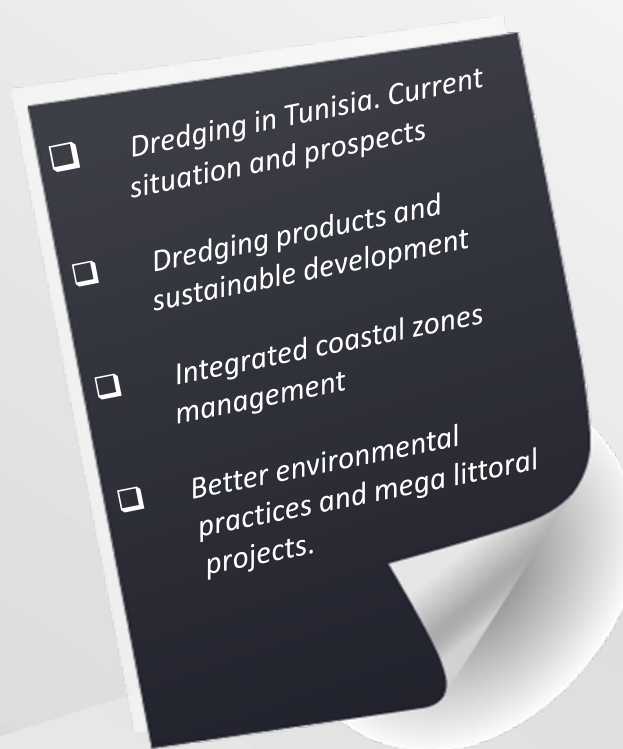 ❑ Dredging in Tunisia. Current
situation and prospects
❑ Dredging products and
sustainable development
❑ Integrated coastal zones
management
❑ Better environmental
practices and mega littoral
projects.